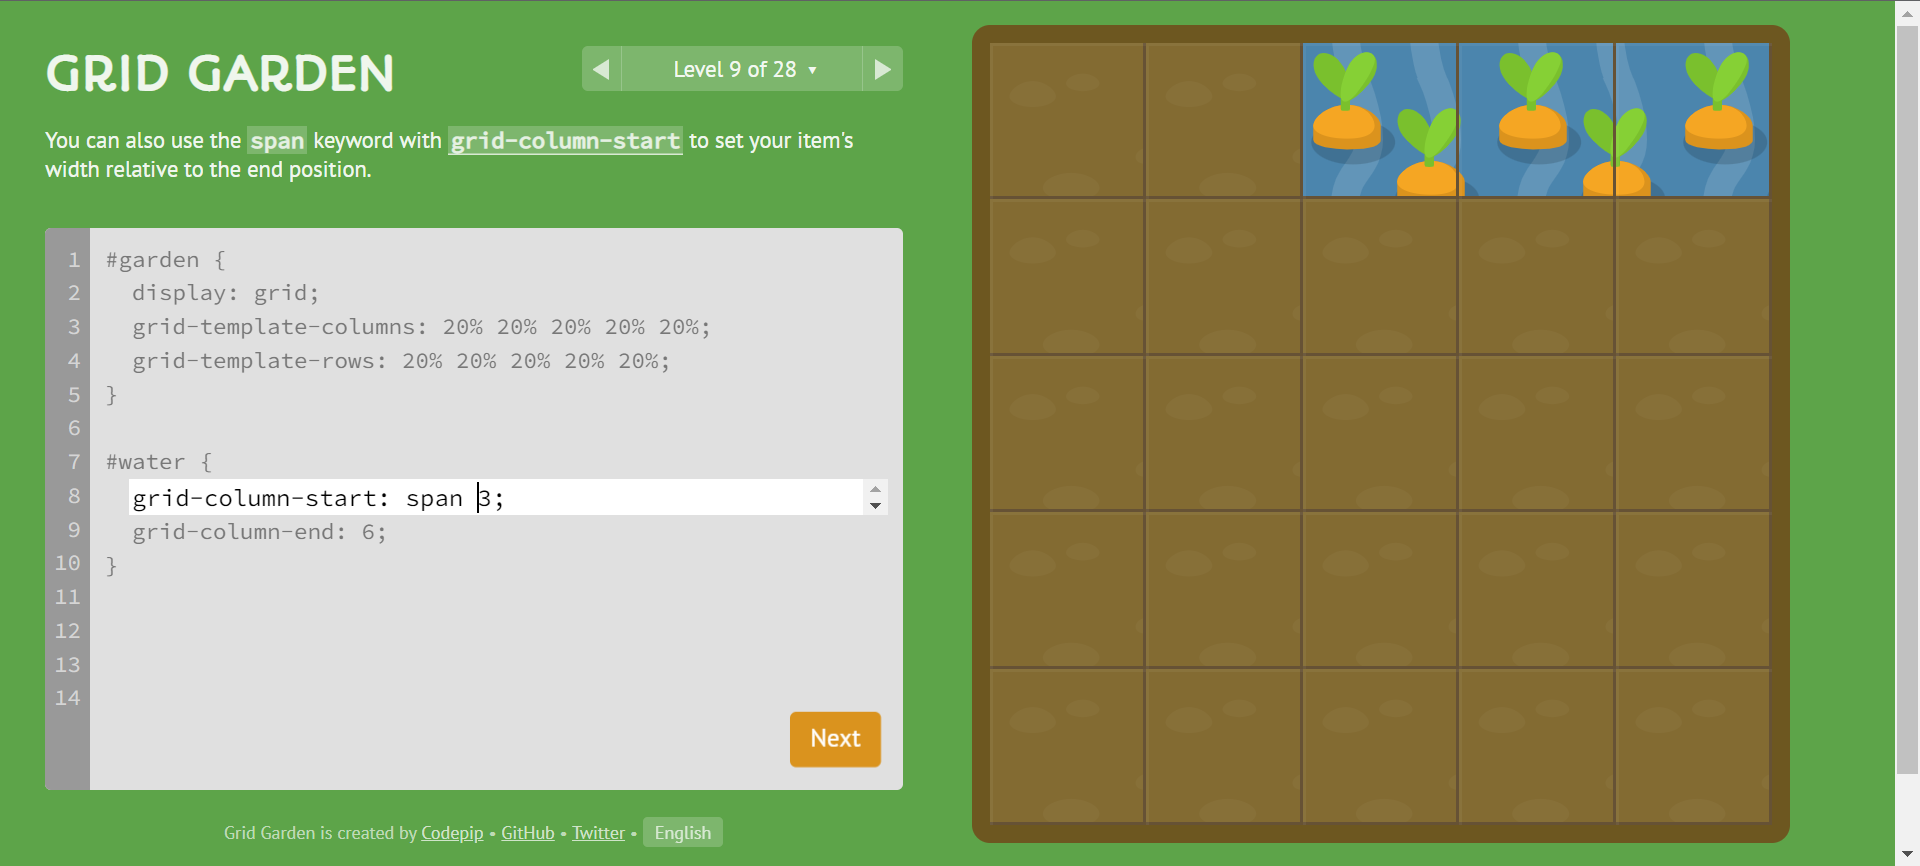 GRID GARDEN
Level 9 of 28
You can also use the span keyword with grid-column-start to set your item's
width relative to the end position.
1 #garden {
2 display: grid;
3 grid-template-columns: 20% 20% 20% 20% 20%;
4 grid-template-rows: 20% 20% 20% 20% 20%;
5 }
6
7 #water {
8 grid-column-start: span 3;
9 grid-column-end: 6;
10 }
11
12
13
14
Next
Grid Garden is created by Codepip • GitHub • Twitter • English